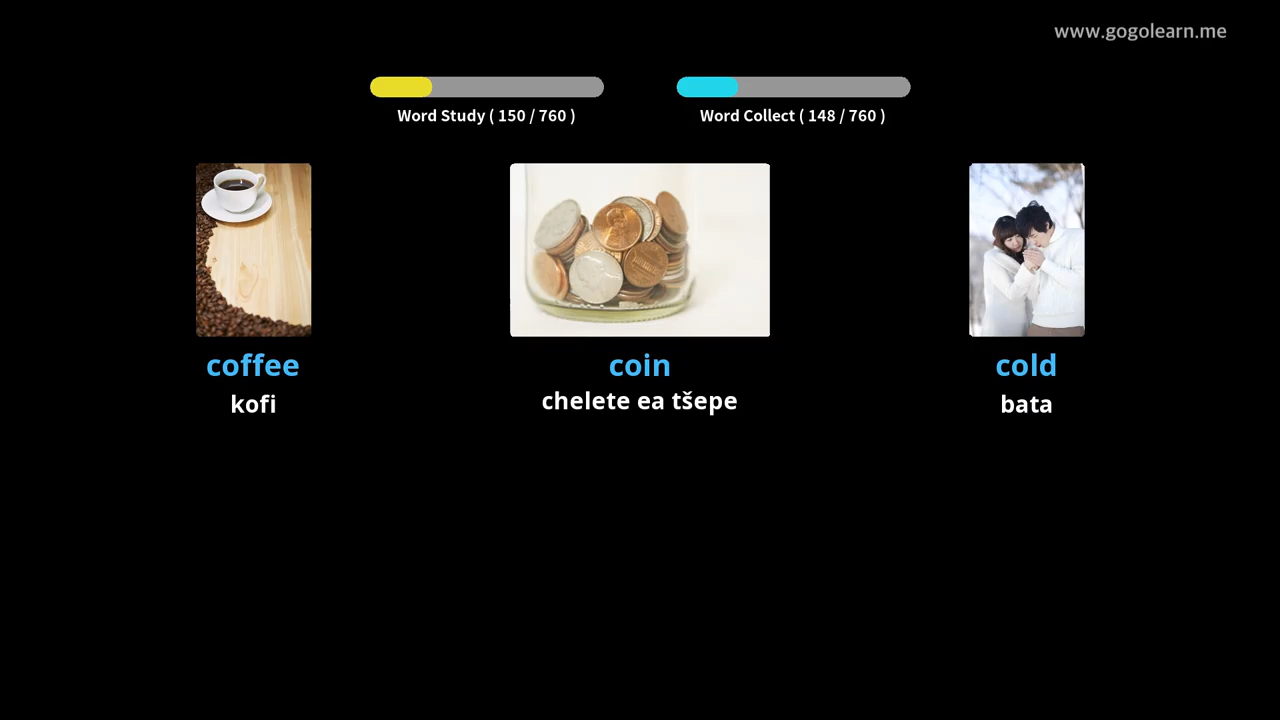 www.gogolearn.me
Word Study ( 150 / 760 )
Word Collect ( 148 / 760 )
coffee
kofi
coin
chelete ea tšepe
cold
bata